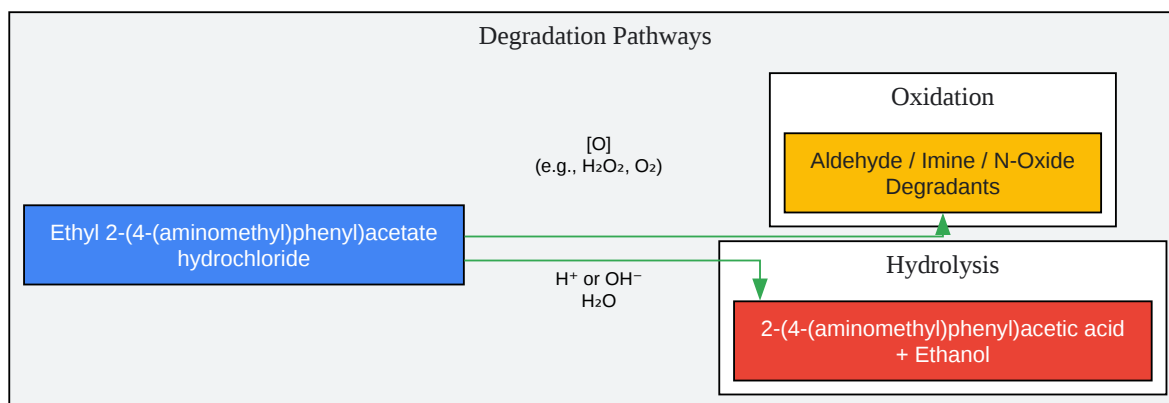 Degradation Pathways
Oxidation
[O]
(e.g., H₂O₂, O₂)
Aldehyde / Imine / N-Oxide
Degradants
Ethyl 2-(4-(aminomethyl)phenyl)acetate
hydrochloride
Hydrolysis
H⁺ or OH⁻
H₂O
2-(4-(aminomethyl)phenyl)acetic acid
+ Ethanol